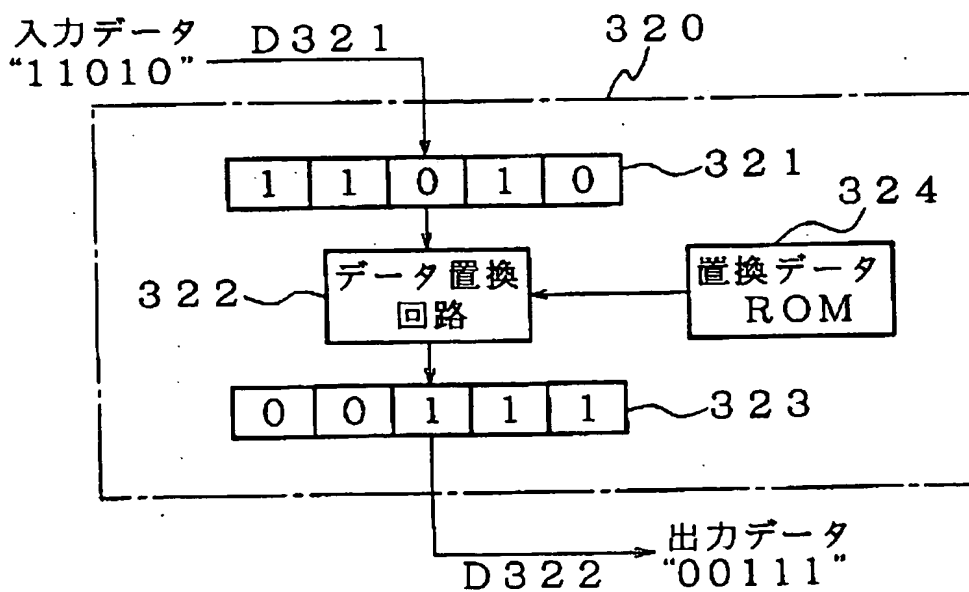 入力データ
“11010”
D321
320
1 1 0 1 0
321
324
322
データ置換
回路
置換データ
ROM
0 0 1 1 1
323
D322
出力データ
“00111”